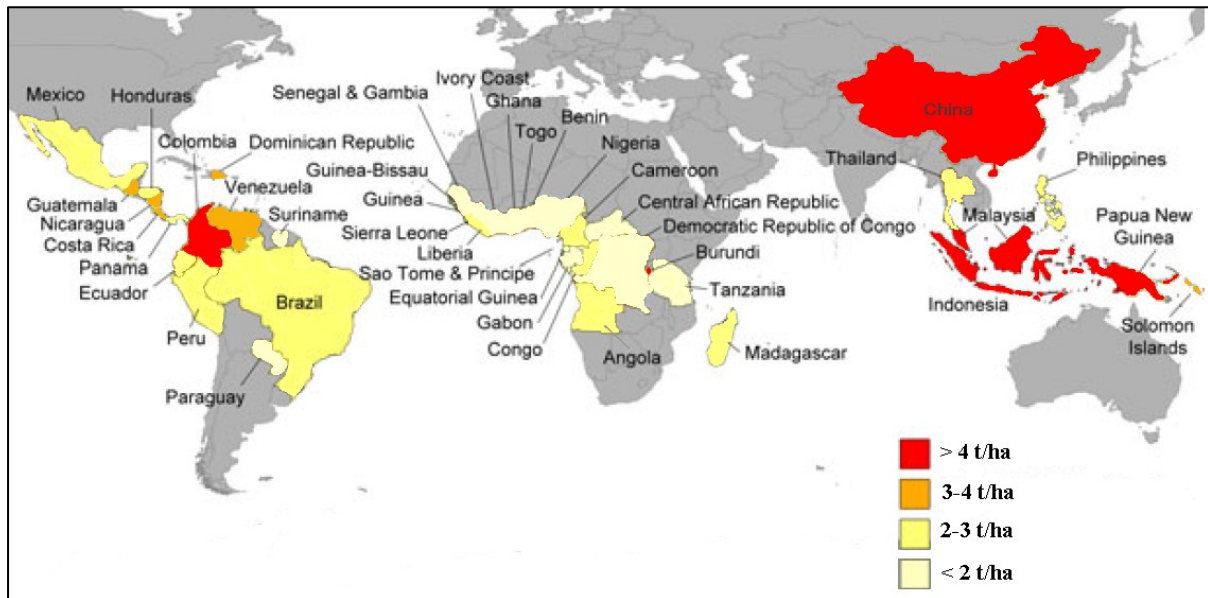 Mexico
Honduras
Colombia
Dominican Republic
Venezuela
Suriname
Guatemala
Nicaragua
Costa Rica
Panama
Ecuador
Peru
Brazil
Paraguay
Senegal & Gambia
Ivory Coast
Ghana
Togo
Benin
Nigeria
Cameroon
Guinea-Bissau
Guinea
Sierra Leone
Liberia
Sao Tome & Principe
Equatorial Guinea
Gabon
Congo
Central African Republic
Democratic Republic of Congo
Burundi
Tanzania
Angola
Madagascar
China
Thailand
Philippines
Malaysia
Papua New
Guinea
Indonesia
Solomon
Islands
> 4 t/ha
3-4 t/ha
2-3 t/ha
< 2 t/ha